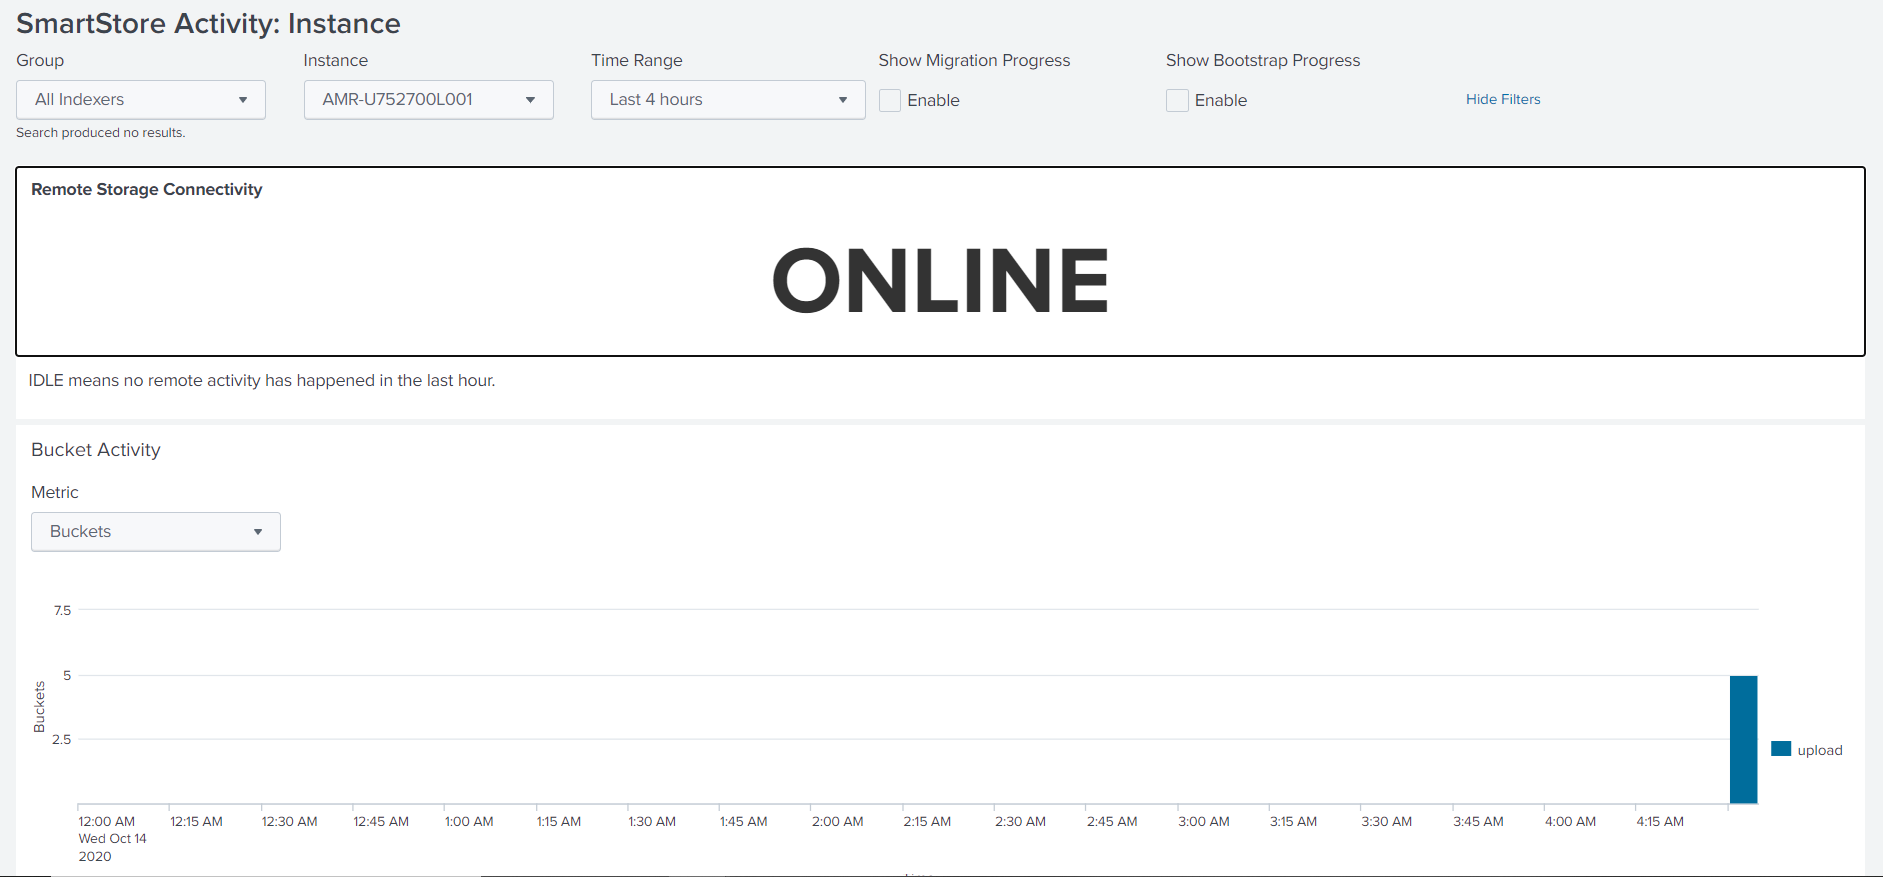 SmartStore Activity: Instance
Group
Instance
Time Range
Show Migration Progress
Show Bootstrap Progress
All Indexers
AMR-U752700L001
Last 4 hours
Enable
Enable
Hide Filters
Search produced no results.
Remote Storage Connectivity
ONLINE
IDLE means no remote activity has happened in the last hour.
Bucket Activity
Metric
Buckets
7.5
5
2.5
Buckets
upload
12:00 AM
Wed Oct 14
2020
12:15 AM
12:30 AM
12:45 AM
1:00 AM
1:15 AM
1:30 AM
1:45 AM
2:00 AM
2:15 AM
2:30 AM
2:45 AM
3:00 AM
3:15 AM
3:30 AM
3:45 AM
4:00 AM
4:15 AM